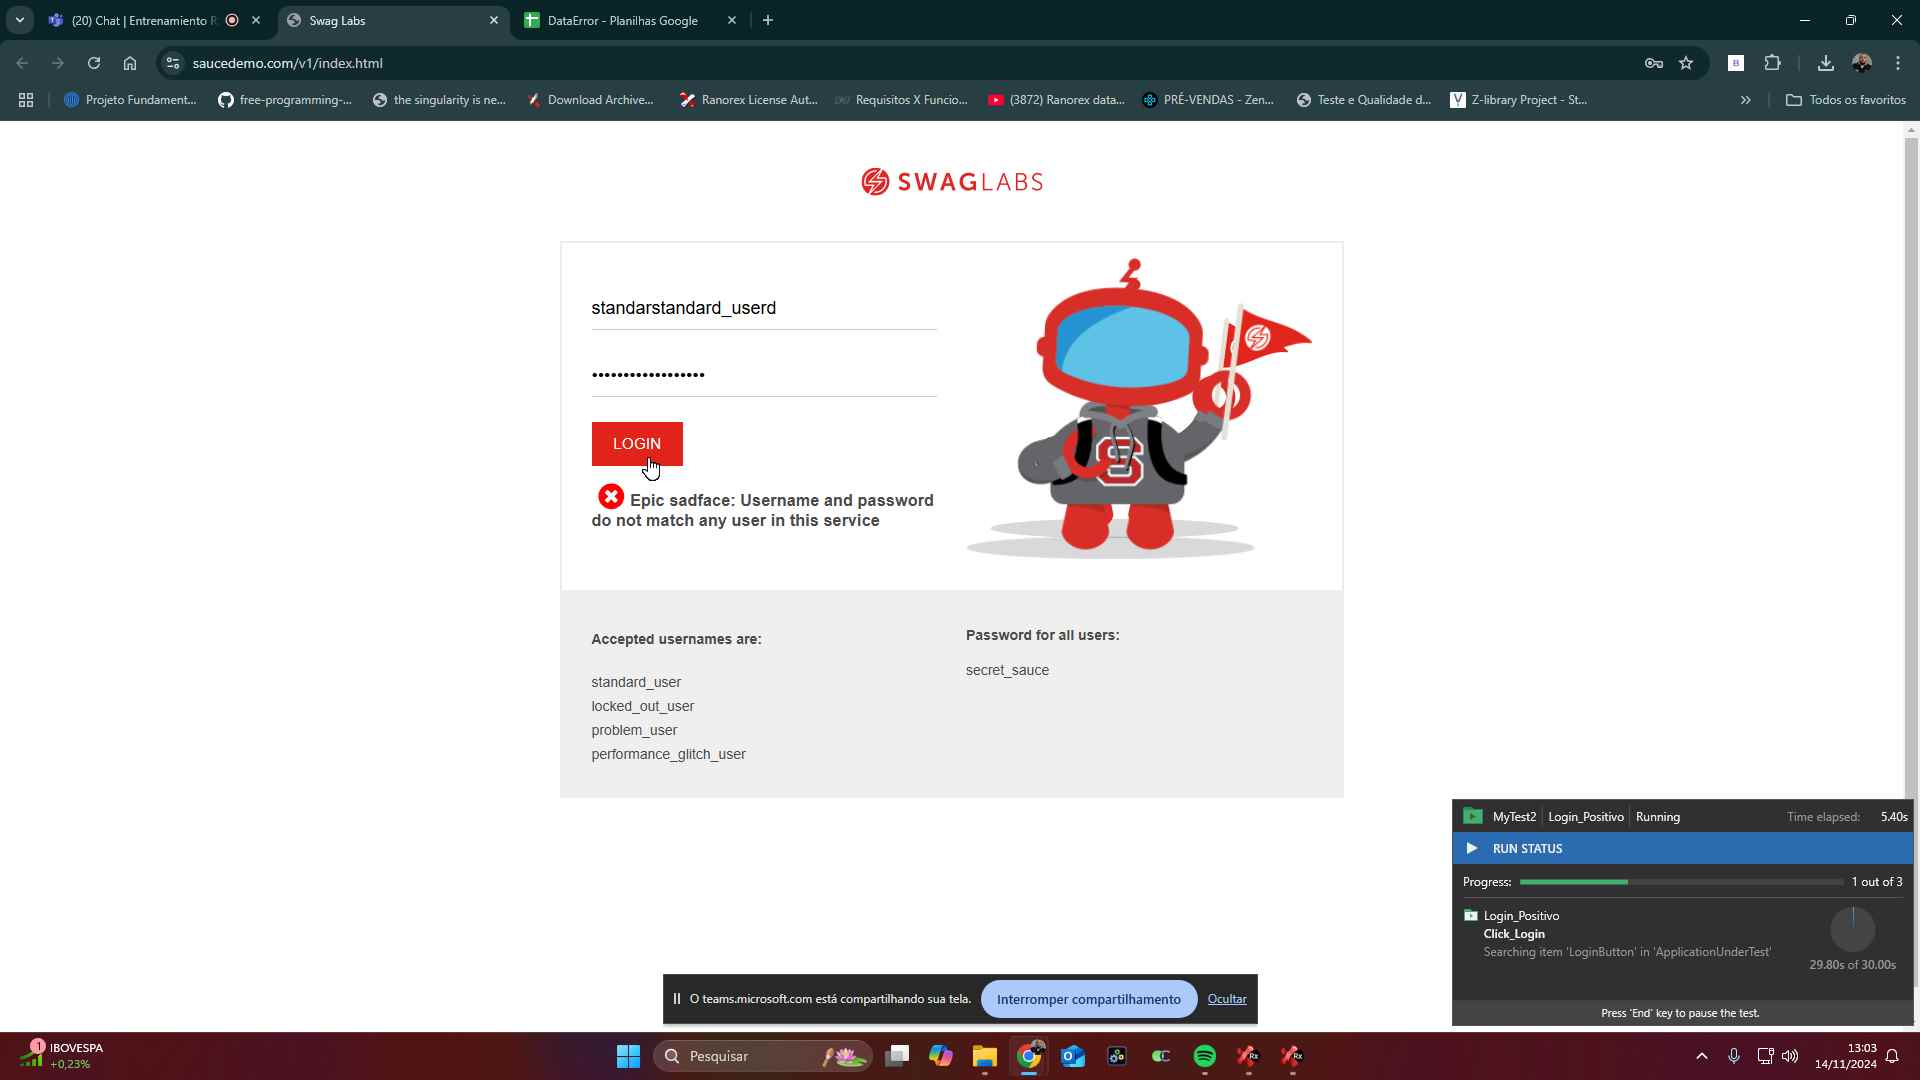 (20) Chat | Entrenamiento R
Swag Labs
DataError - Planilhas Google
saucedemo.com/v1/index.html
Projeto Fundament...
free-programming-...
the singularity is ne...
Download Archive...
Ranorex License Aut...
Requisitos X Funcio...
(3872) Ranorex data...
PRÉ-VENDAS - Zen...
Teste e Qualidade d...
Z-library Project - St...
Todos os favoritos
SWAGLABS
standarstandard_userd
••••••••••••••••••
LOGIN
Epic sadface: Username and password
do not match any user in this service
Accepted usernames are:
standard_user
locked_out_user
problem_user
performance_glitch_user
Password for all users:
secret_sauce
MyTest2 Login_Positivo Running Time elapsed: 5.40s
RUN STATUS
Progress: 1 out of 3
Login_Positivo
Click_Login
Searching item 'LoginButton' in 'ApplicationUnderTest'
29.80s of 30.00s
Press 'End' key to pause the test.
O teams.microsoft.com está compartilhando sua tela. Interromper compartilhamento Ocultar
1
IBOVESPA
+0,23%
Pesquisar
13:03
14/11/2024